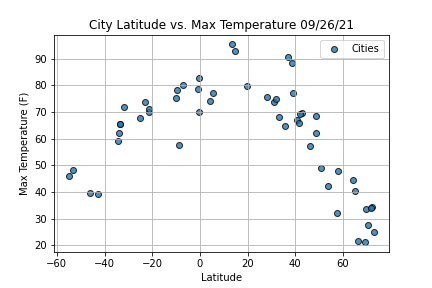 City Latitude vs. Max Temperature 09/26/21
Cities
Max Temperature (F)
90
80
70
60
50
40
30
20
−60 −40 −20 0 20 40 60
Latitude